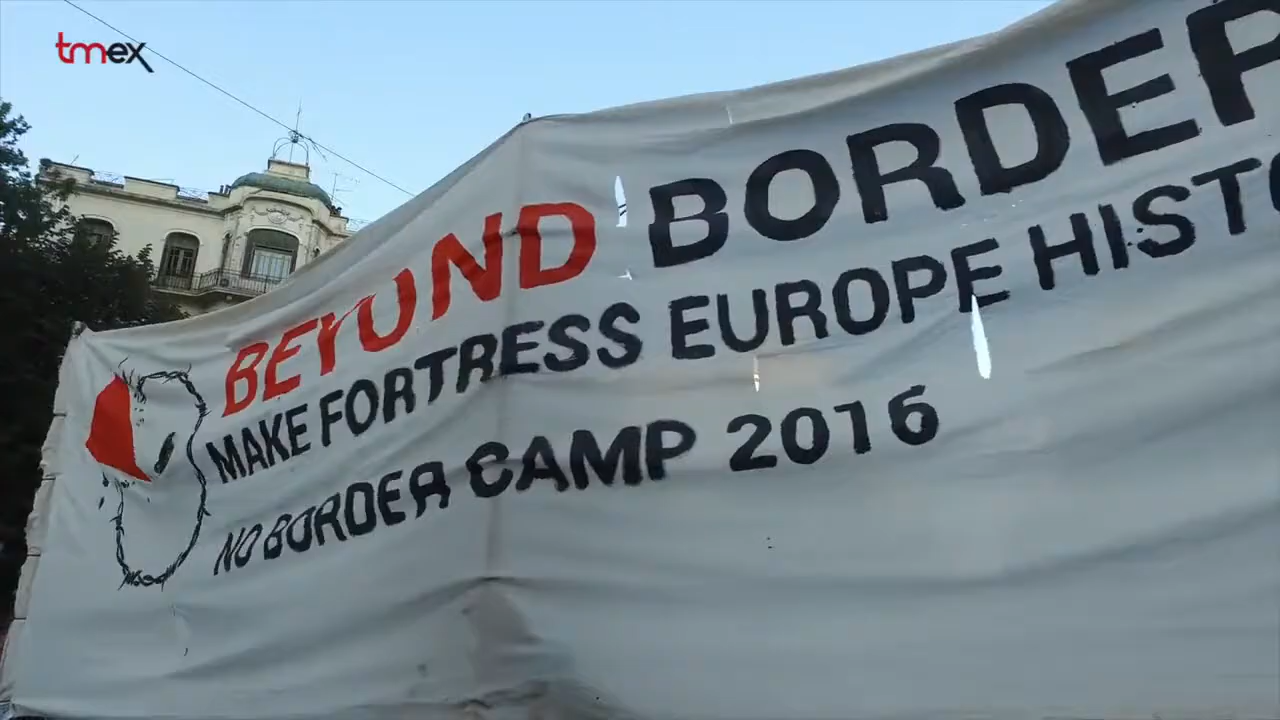 tmex
BEYOND BORDER
MAKE FORTRESS EUROPE HISTO
NO BORDER CAMP 2016